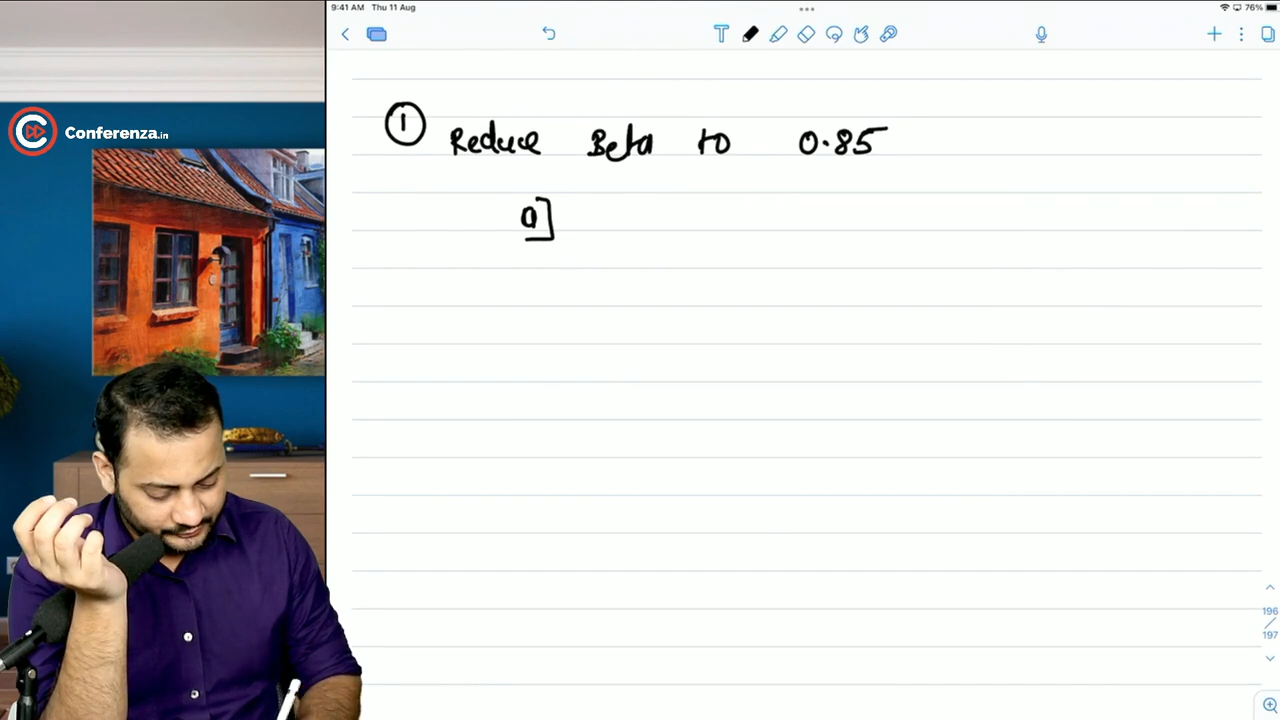 9:41 AM Thu 11 Aug
76%
Conferenza.in
T
1 Reduce Beta to 0.85
a]
196
197